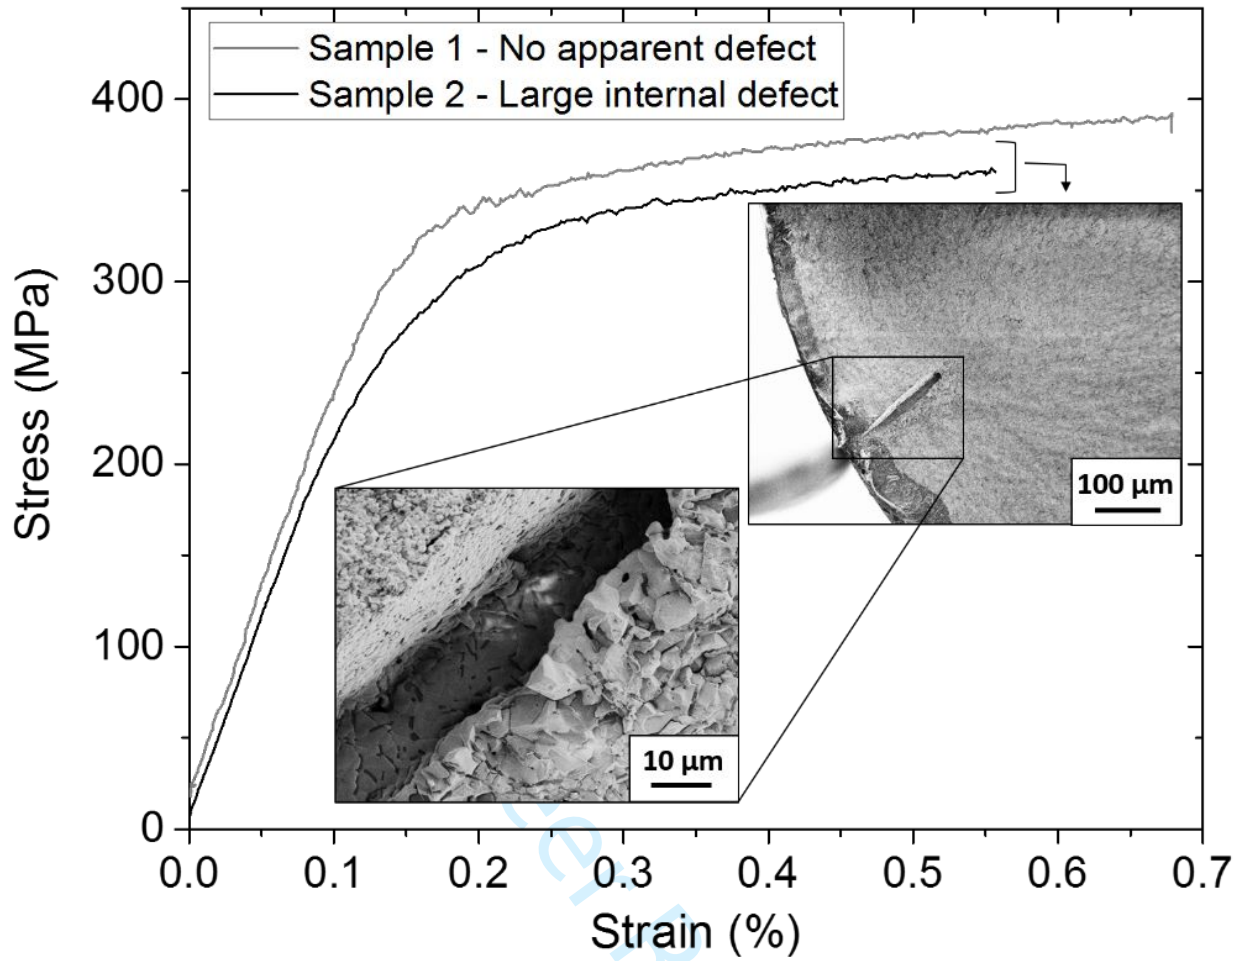 Sample 1 - No apparent defect
Sample 2 - Large internal defect
400
300
200
100
0
Stress (MPa)
100 μm
10 μm
0.0 0.1 0.2 0.3 0.4 0.5 0.6 0.7
Strain (%)